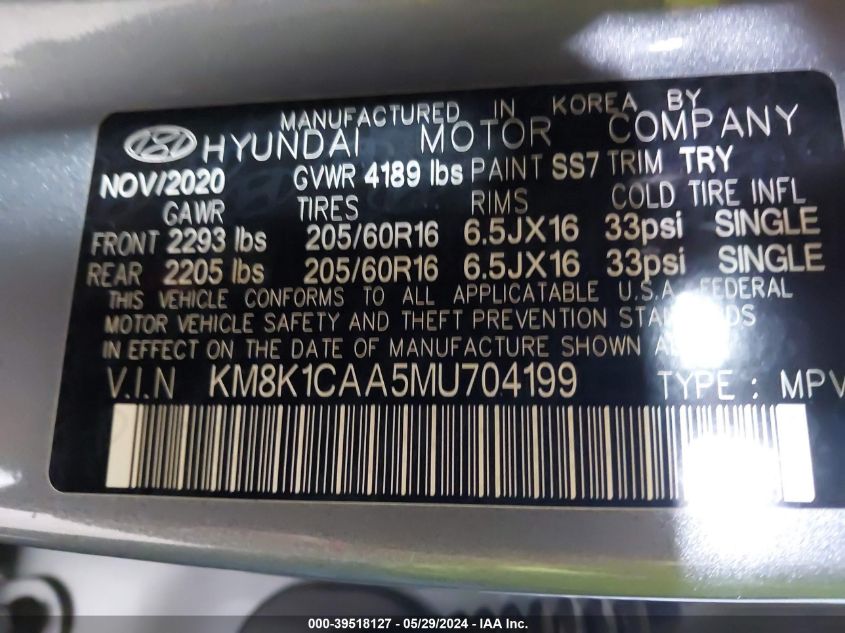 MANUFACTURED IN KOREA BY
HYUNDAI MOTOR COMPANY
NOV/2020 GVWR 4189 lbs PAINT SS7 TRIM TRY
GAWR TIRES RIMS COLD TIRE INFL
FRONT 2293 lbs 205/60R16 6.5JX16 33psi SINGLE
REAR 2205 lbs 205/60R16 6.5JX16 33psi SINGLE
THIS VEHICLE CONFORMS TO ALL APPLICATABLE U.S.A. FEDERAL
MOTOR VEHICLE SAFETY AND THEFT PREVENTION STANDARDS
IN EFFECT ON THE DATE OF MANUFACTURE SHOWN ABOVE.
V.I.N KM8K1CAA5MU704199 TYPE : MPV
000-39518127 - 05/29/2024 - IAA Inc.